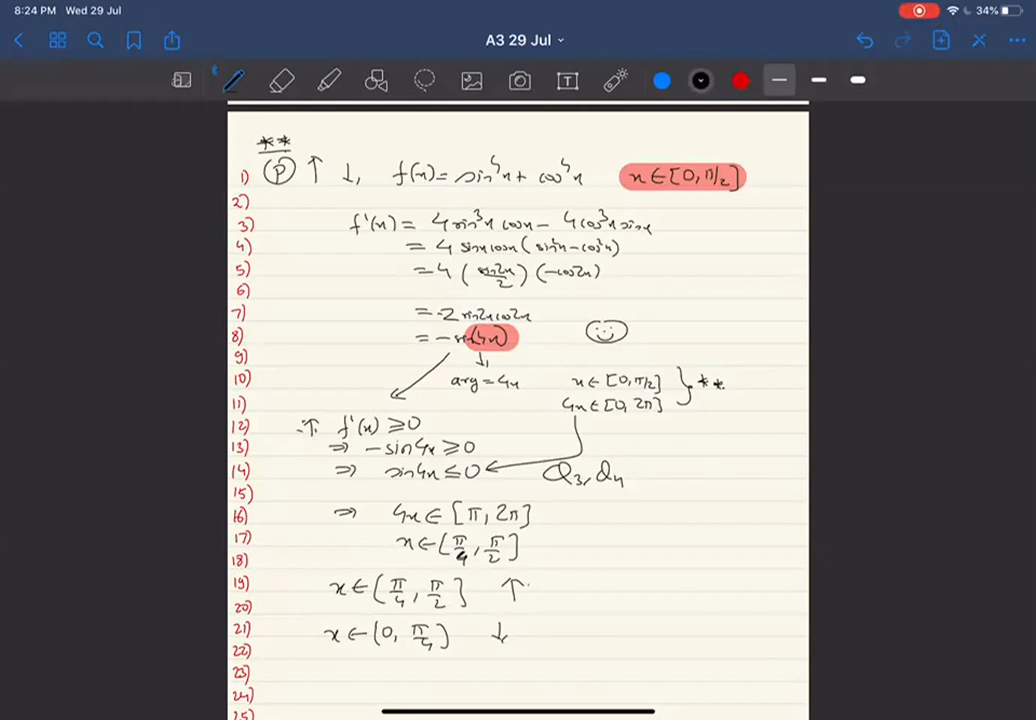 8:24 PM Wed 29 Jul
34%
A3 29 Jul
**
1) (P) ↑ ↓, f(x) = sin⁴x + cos⁴x x ∈ [0, π/2]
2)
3) f'(x) = 4 sin³x cosx - 4cos³x sinx
4) = 4 sinx cosx (sin²x - cos²x)
5) = 4 (sin2x/2) (-cos2x)
6)
7) = -2 sin2x cos2x
8) = - sin(4x)
9)
10) arg = 4x x ∈ [0, π/2] } **
11) 4x ∈ [0, 2π]
12) ∴ ↑ f'(x) ≥ 0
13) ⇒ -sin4x ≥ 0
14) ⇒ sin4x ≤ 0 Q3, Q4
15)
16) ⇒ 4x ∈ [π, 2π]
17) x ∈ [π/4, π/2]
18)
19) x ∈ (π/4, π/2] ↑
20)
21) x ∈ (0, π/4) ↓
22)
23)
24)
25)